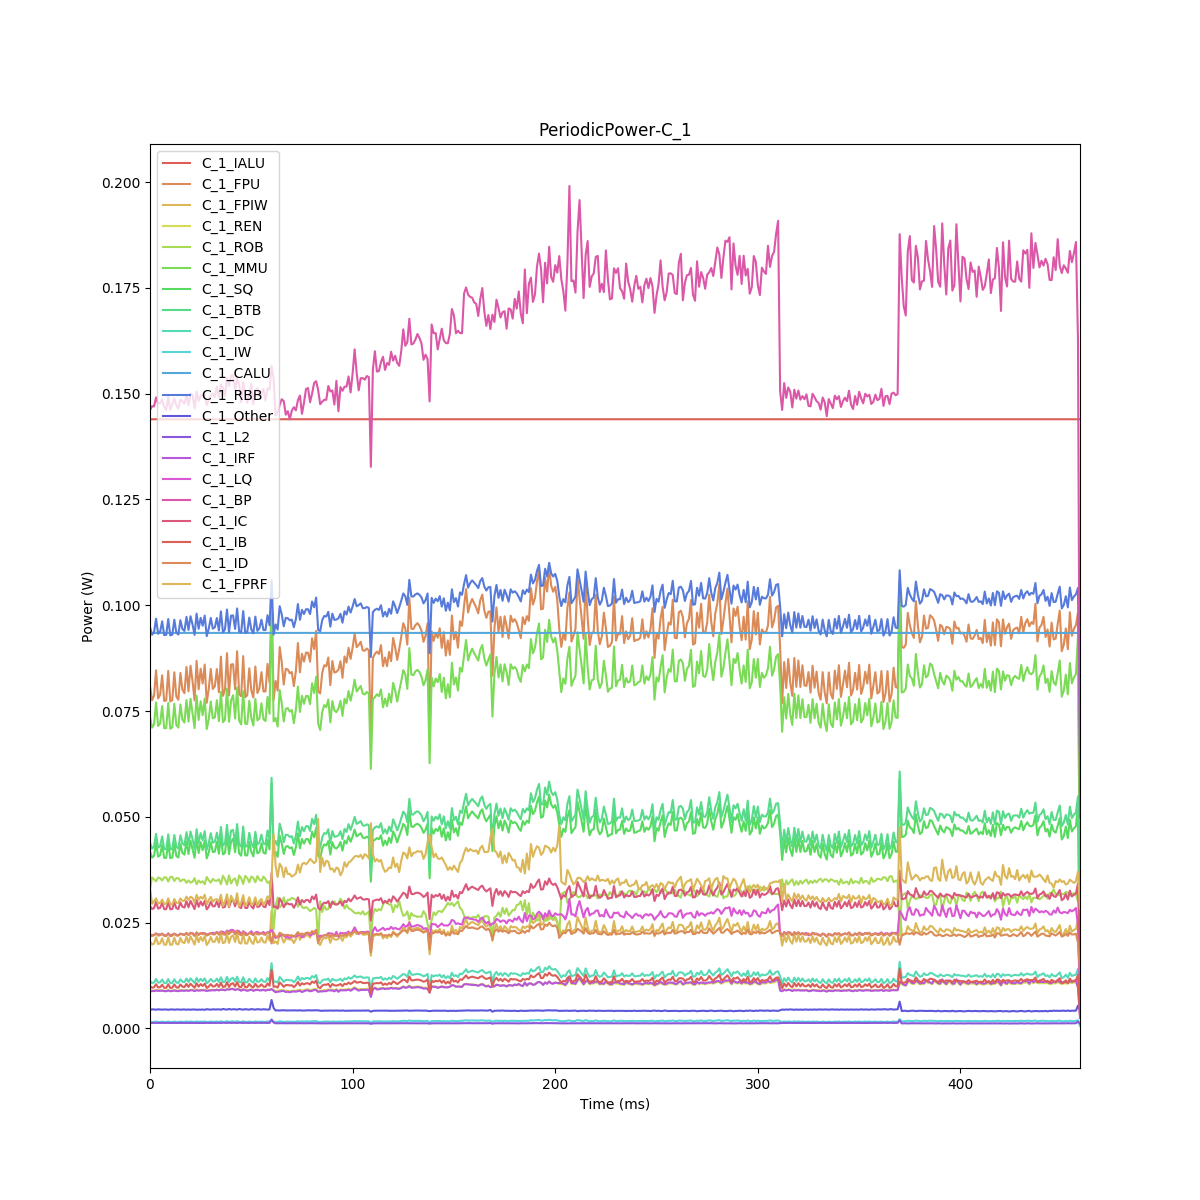 PeriodicPower-C_1
0.200
0.175
0.150
0.125
0.100
0.075
0.050
0.025
0.000
Power (W)
C_1_IALU
C_1_FPU
C_1_FPIW
C_1_REN
C_1_ROB
C_1_MMU
C_1_SQ
C_1_BTB
C_1_DC
C_1_IW
C_1_CALU
C_1_RBB
C_1_Other
C_1_L2
C_1_IRF
C_1_LQ
C_1_BP
C_1_IC
C_1_IB
C_1_ID
C_1_FPRF
0 100 200 300 400
Time (ms)